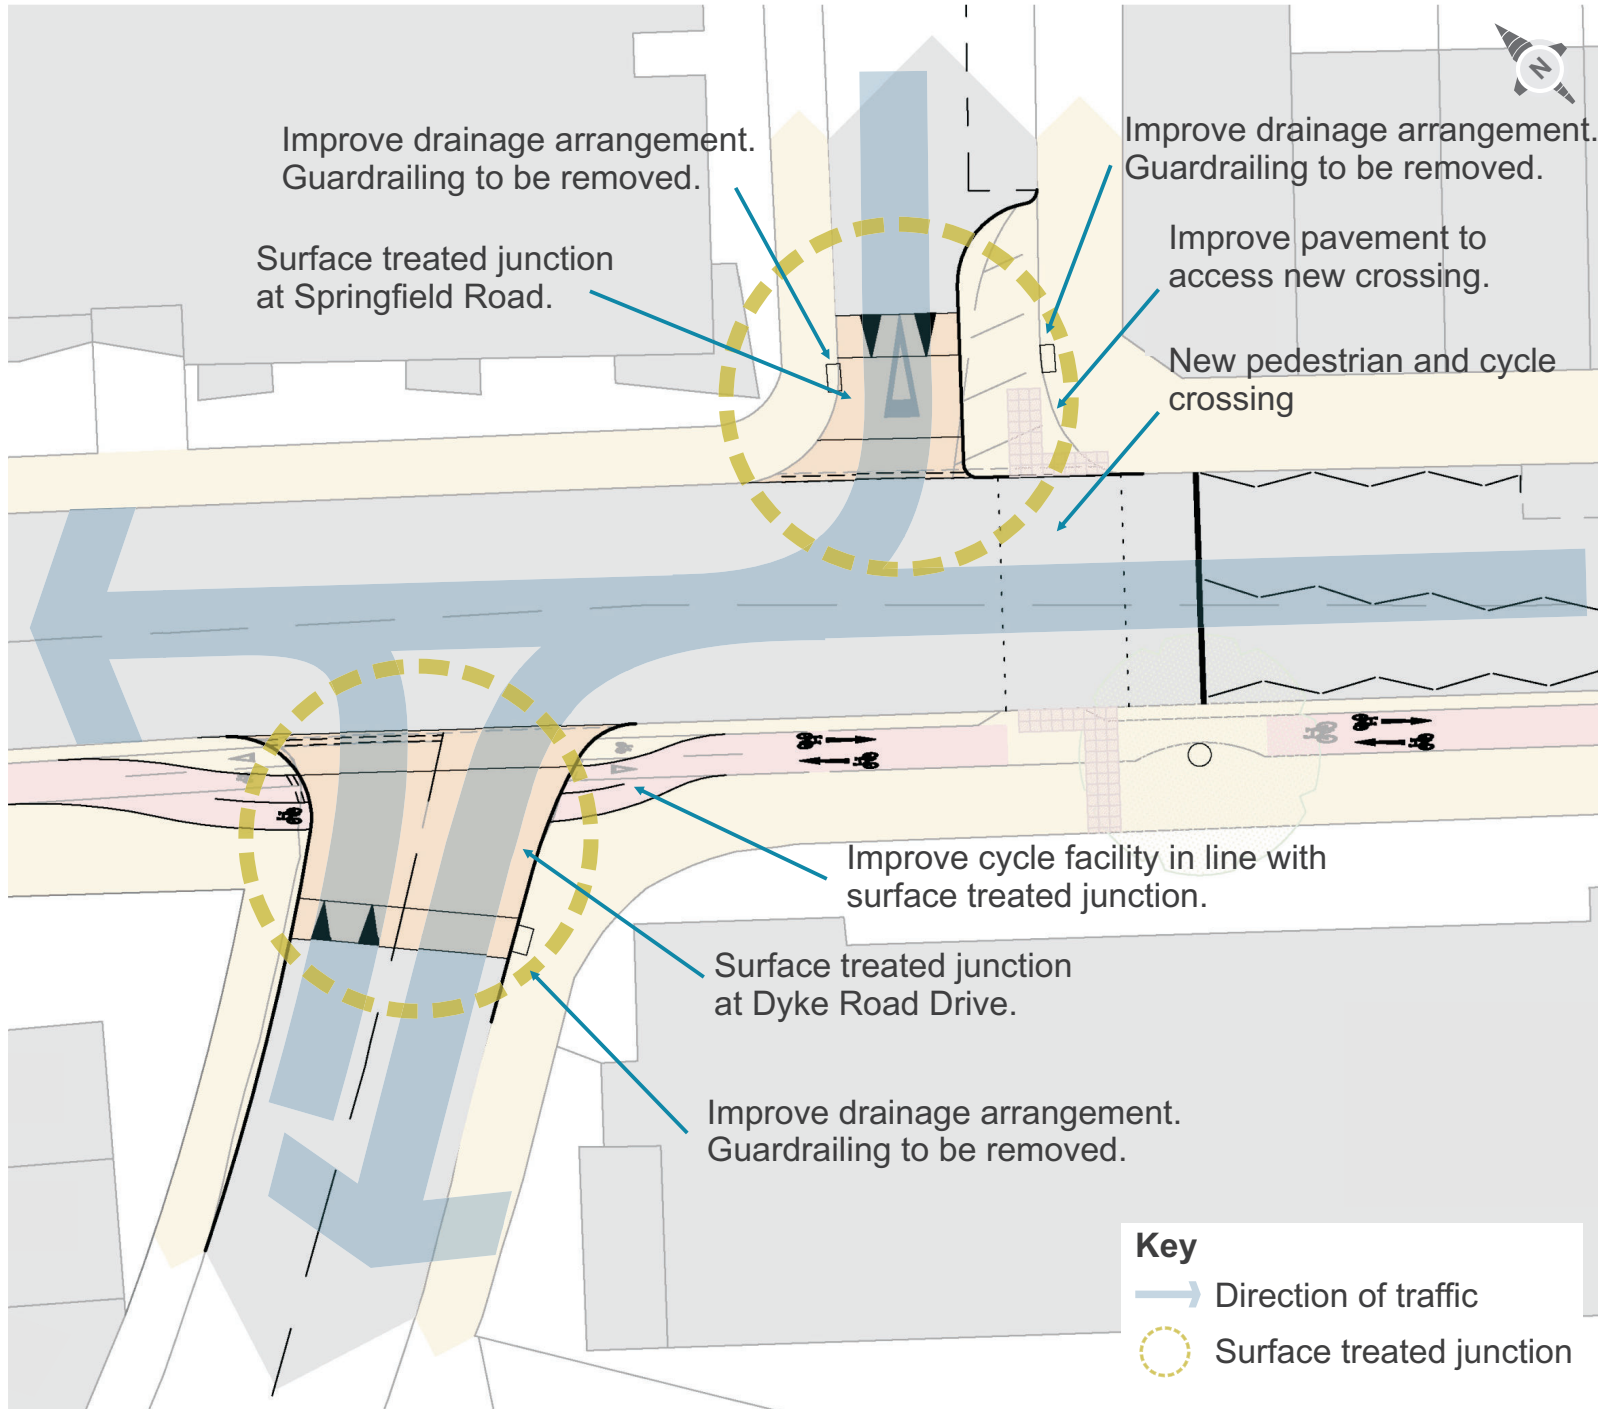 N
Improve drainage arrangement.
Guardrailing to be removed.
Improve drainage arrangement.
Guardrailing to be removed.
Surface treated junction
at Springfield Road.
Improve pavement to
access new crossing.
New pedestrian and cycle
crossing
Improve cycle facility in line with
surface treated junction.
Surface treated junction
at Dyke Road Drive.
Improve drainage arrangement.
Guardrailing to be removed.
Key
Direction of traffic
Surface treated junction